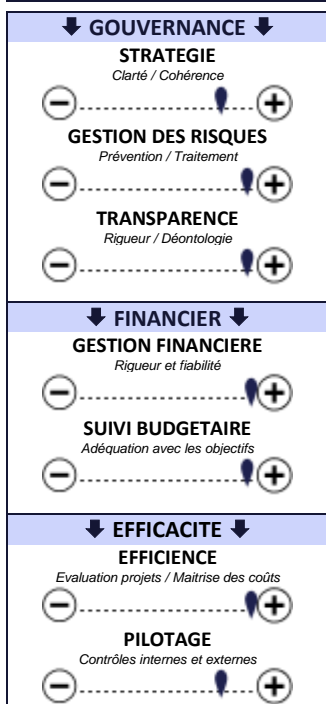 GOUVERNANCE
STRATEGIE
Clarté / Cohérence
GESTION DES RISQUES
Prévention / Traitement
TRANSPARENCE
Rigueur / Déontologie
FINANCIER
GESTION FINANCIERE
Rigueur et fiabilité
SUIVI BUDGETAIRE
Adéquation avec les objectifs
EFFICACITE
EFFICIENCE
Evaluation projets / Maitrise des coûts
PILOTAGE
Contrôles internes et externes